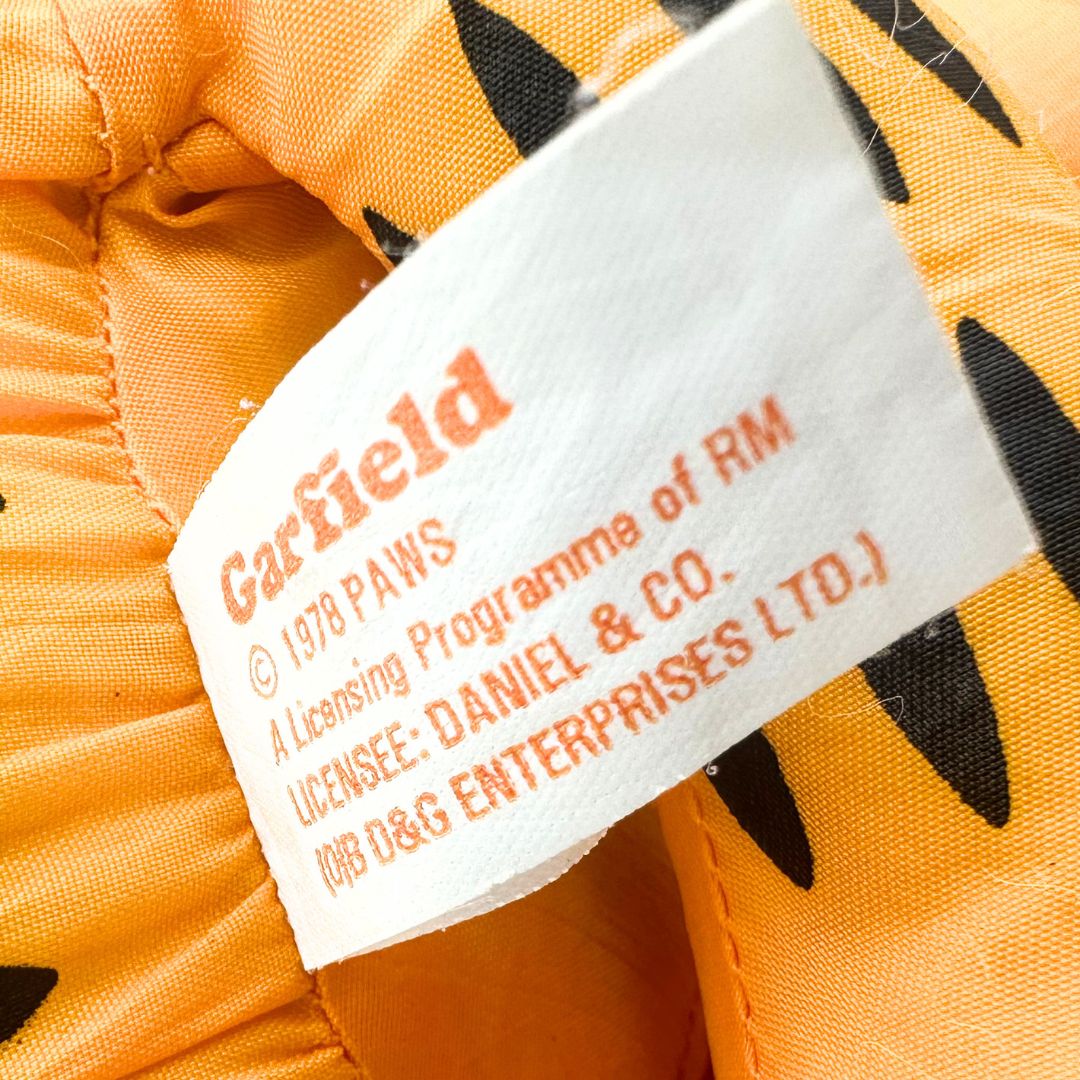 Garfield
© 1978 PAWS
A Licensing Programme of RM
LICENSEE: DANIEL & CO.
(O/B D&G ENTERPRISES LTD.)